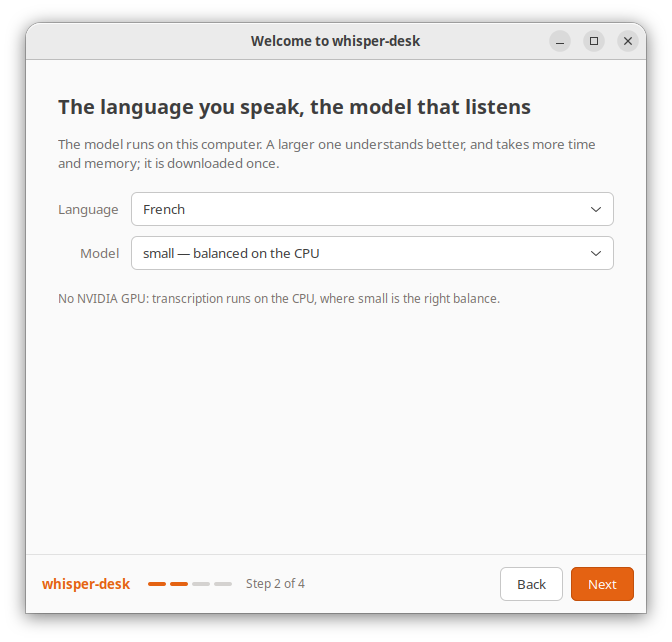 Welcome to whisper-desk
The language you speak, the model that listens
The model runs on this computer. A larger one understands better, and takes more time
and memory; it is downloaded once.
Language French
Model small — balanced on the CPU
No NVIDIA GPU: transcription runs on the CPU, where small is the right balance.
whisper-desk Step 2 of 4 Back Next